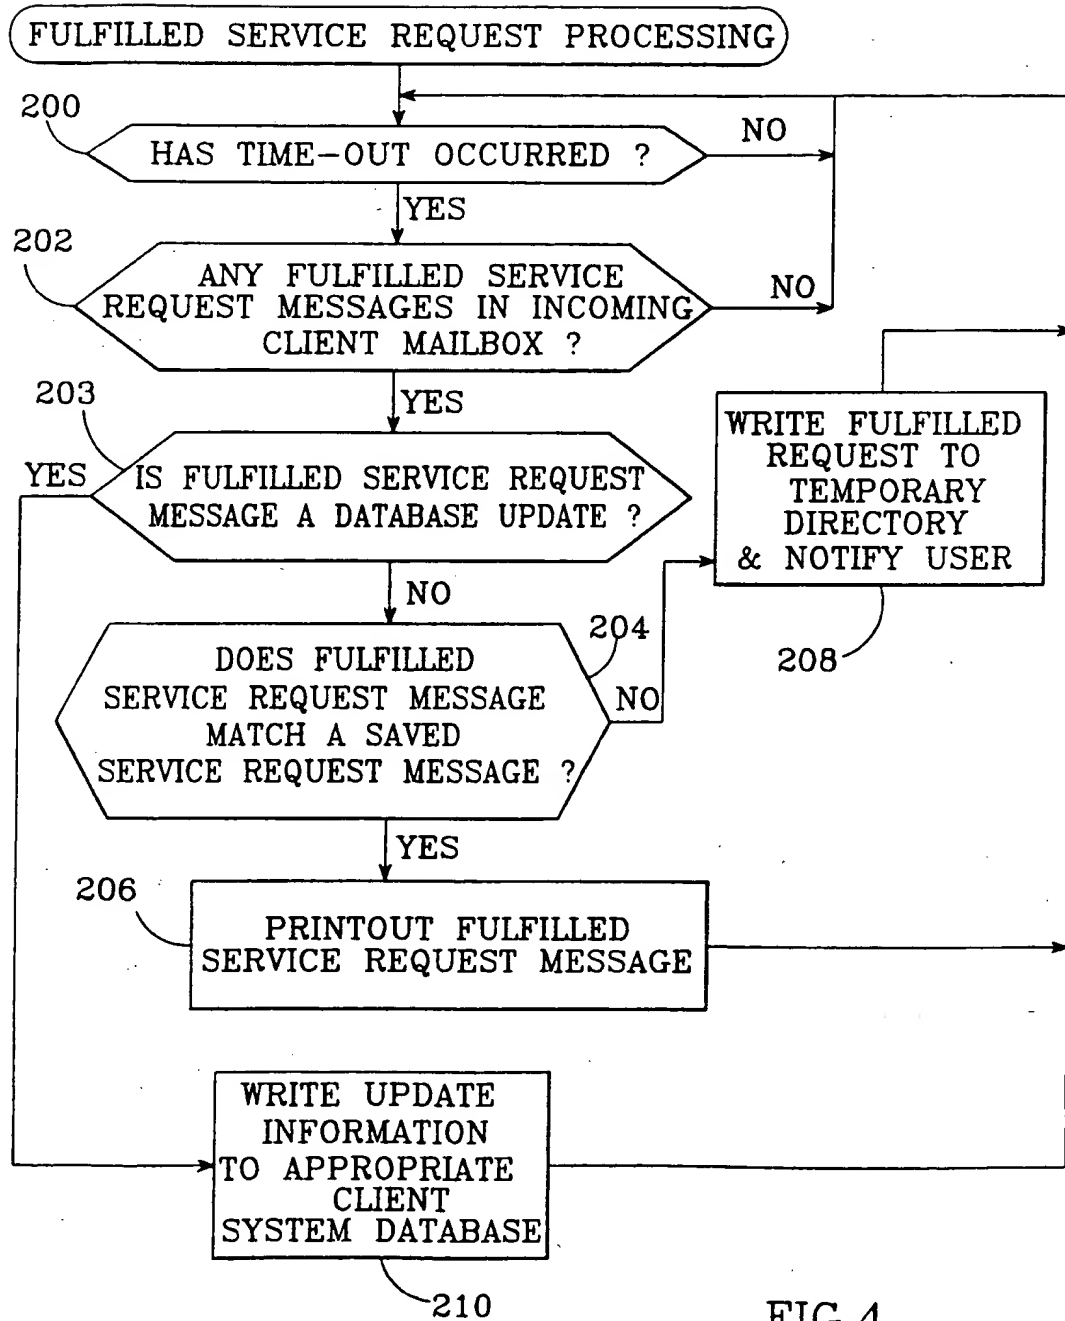 FULFILLED SERVICE REQUEST PROCESSING
200
HAS TIME-OUT OCCURRED ?
NO
YES
202
ANY FULFILLED SERVICE
REQUEST MESSAGES IN INCOMING
CLIENT MAILBOX ?
NO
YES
203
YES
IS FULFILLED SERVICE REQUEST
MESSAGE A DATABASE UPDATE ?
NO
WRITE FULFILLED
REQUEST TO
TEMPORARY
DIRECTORY
& NOTIFY USER
208
204
DOES FULFILLED
SERVICE REQUEST MESSAGE
MATCH A SAVED
SERVICE REQUEST MESSAGE ?
NO
YES
206
PRINTOUT FULFILLED
SERVICE REQUEST MESSAGE
WRITE UPDATE
INFORMATION
TO APPROPRIATE
CLIENT
SYSTEM DATABASE
210
FIG 4